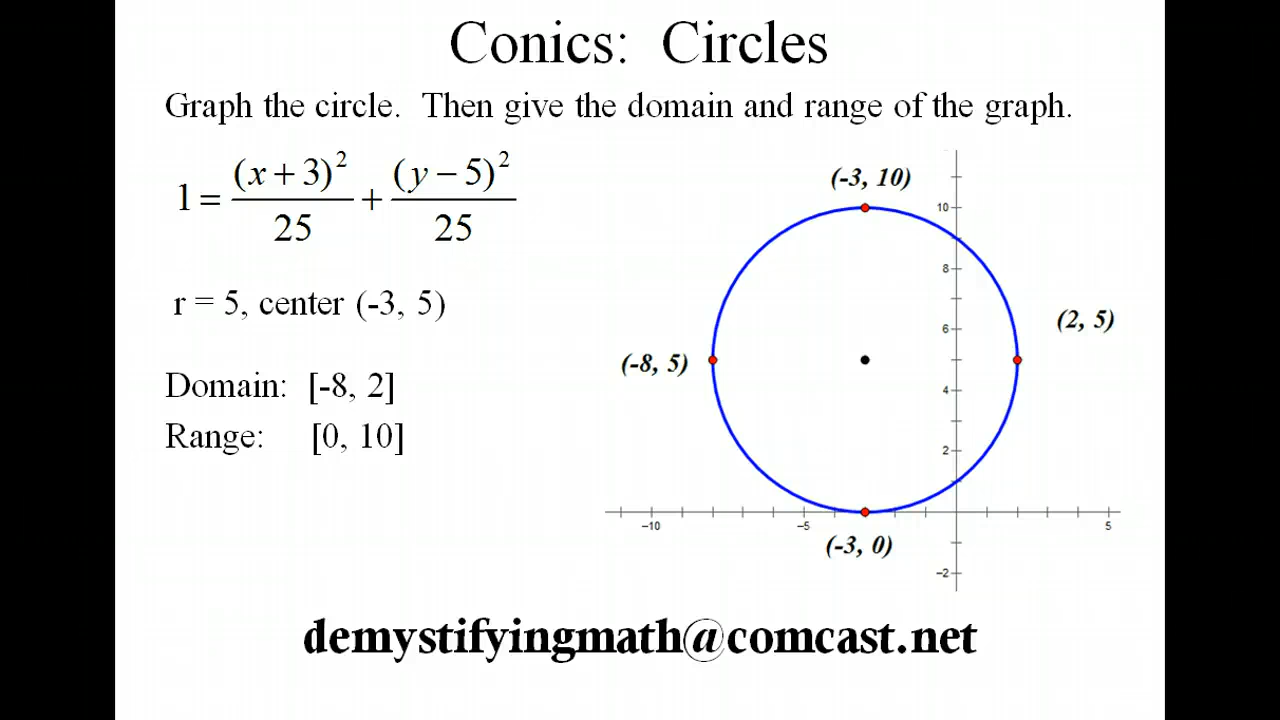 Conics: Circles
Graph the circle. Then give the domain and range of the graph.
1 = (x + 3)² / 25 + (y − 5)² / 25
r = 5, center (-3, 5)
Domain: [-8, 2]
Range: [0, 10]
(-3, 10)
10
8
(2, 5)
6
(-8, 5)
4
2
−10
−5
5
(-3, 0)
−2
demystifyingmath@comcast.net